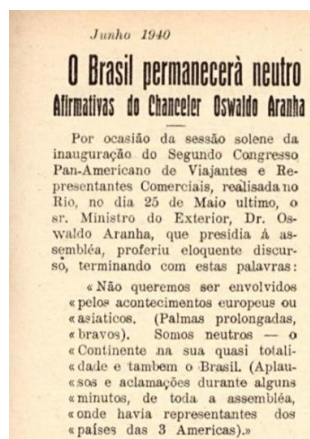 Junho 1940
O Brasil permanecerà neutro
Afirmativas do Chanceler Oswaldo Aranha
Por ocasião da sessão solene da
inauguração do Segundo Congresso
Pan-Americano de Viajantes e Re-
presentantes Comerciais, realisada no
Rio, no dia 25 de Maio ultimo, o
sr. Ministro do Exterior, Dr. Os-
waldo Aranha, que presidia á as-
sembléa, proferiu eloquente discur-
so, terminando com estas palavras:
«Não queremos ser envolvidos
«pelos acontecimentos europeus ou
«asiaticos. (Palmas prolongadas,
«bravos). Somos neutros — o
«Continente na sua quasi totali-
«dade e tambem o Brasil. (Aplau-
«sos e aclamações durante alguns
«minutos, de toda a assembléa,
«onde havia representantes dos
«países das 3 Americas).»